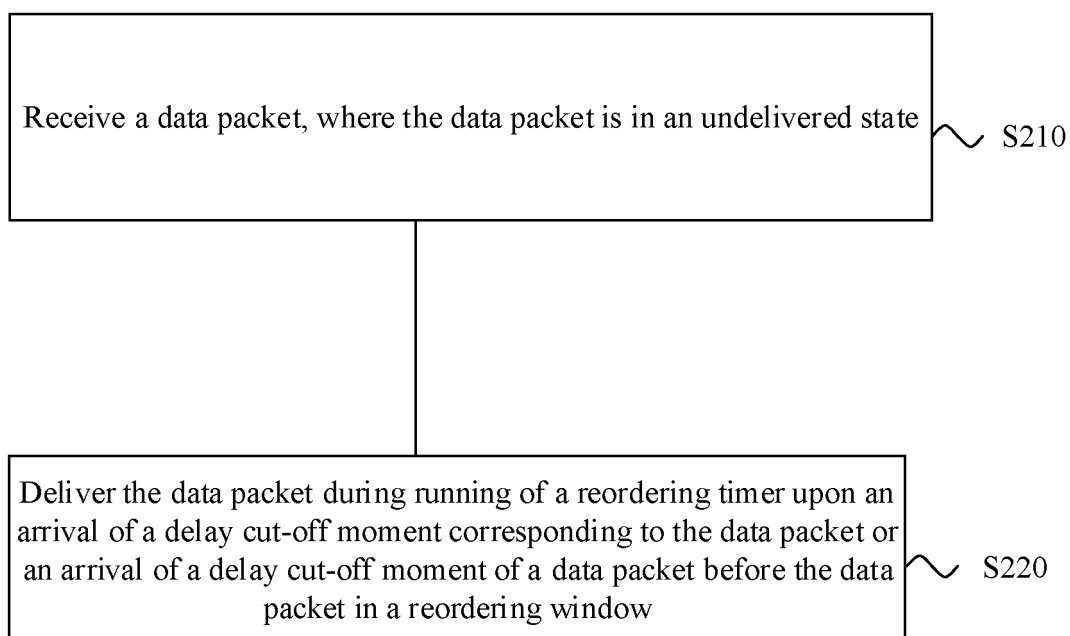 Receive a data packet, where the data packet is in an undelivered state
S210
Deliver the data packet during running of a reordering timer upon an
arrival of a delay cut-off moment corresponding to the data packet or
an arrival of a delay cut-off moment of a data packet before the data
packet in a reordering window
S220